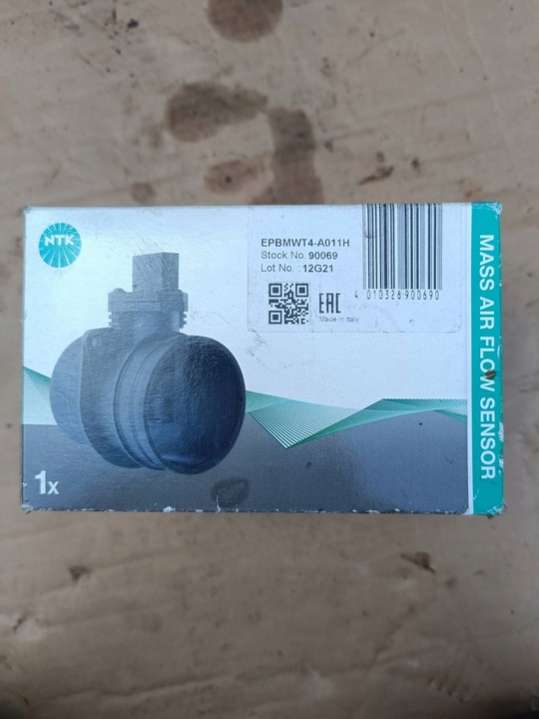 NTK
EPBMWT4-A011H
Stock No. 90069
Lot No. : 12G21
EAC
Made in Italy
4 010328 900690
MASS AIR FLOW SENSOR
1x